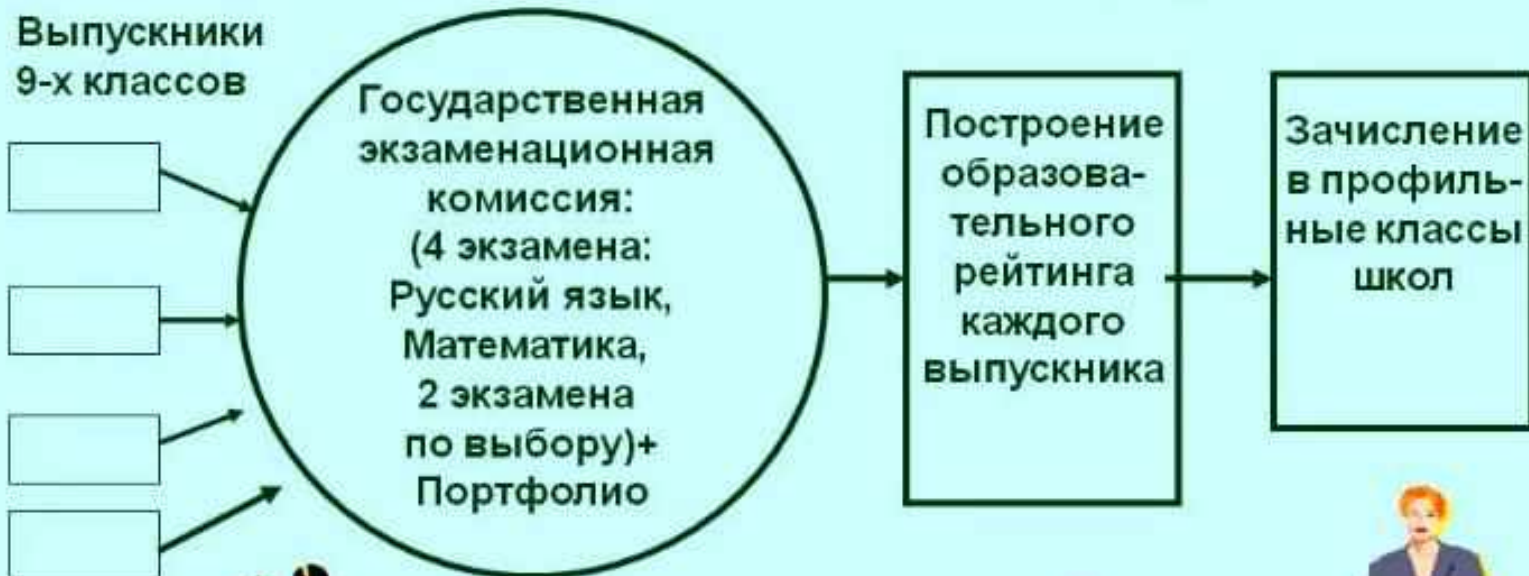 Выпускники
9-х классов
Государственная
экзаменационная
комиссия:
(4 экзамена:
Русский язык,
Математика,
2 экзамена
по выбору)+
Портфолио
Построение
образова-
тельного
рейтинга
каждого
выпускника
Зачисление
в профиль-
ные классы
школ